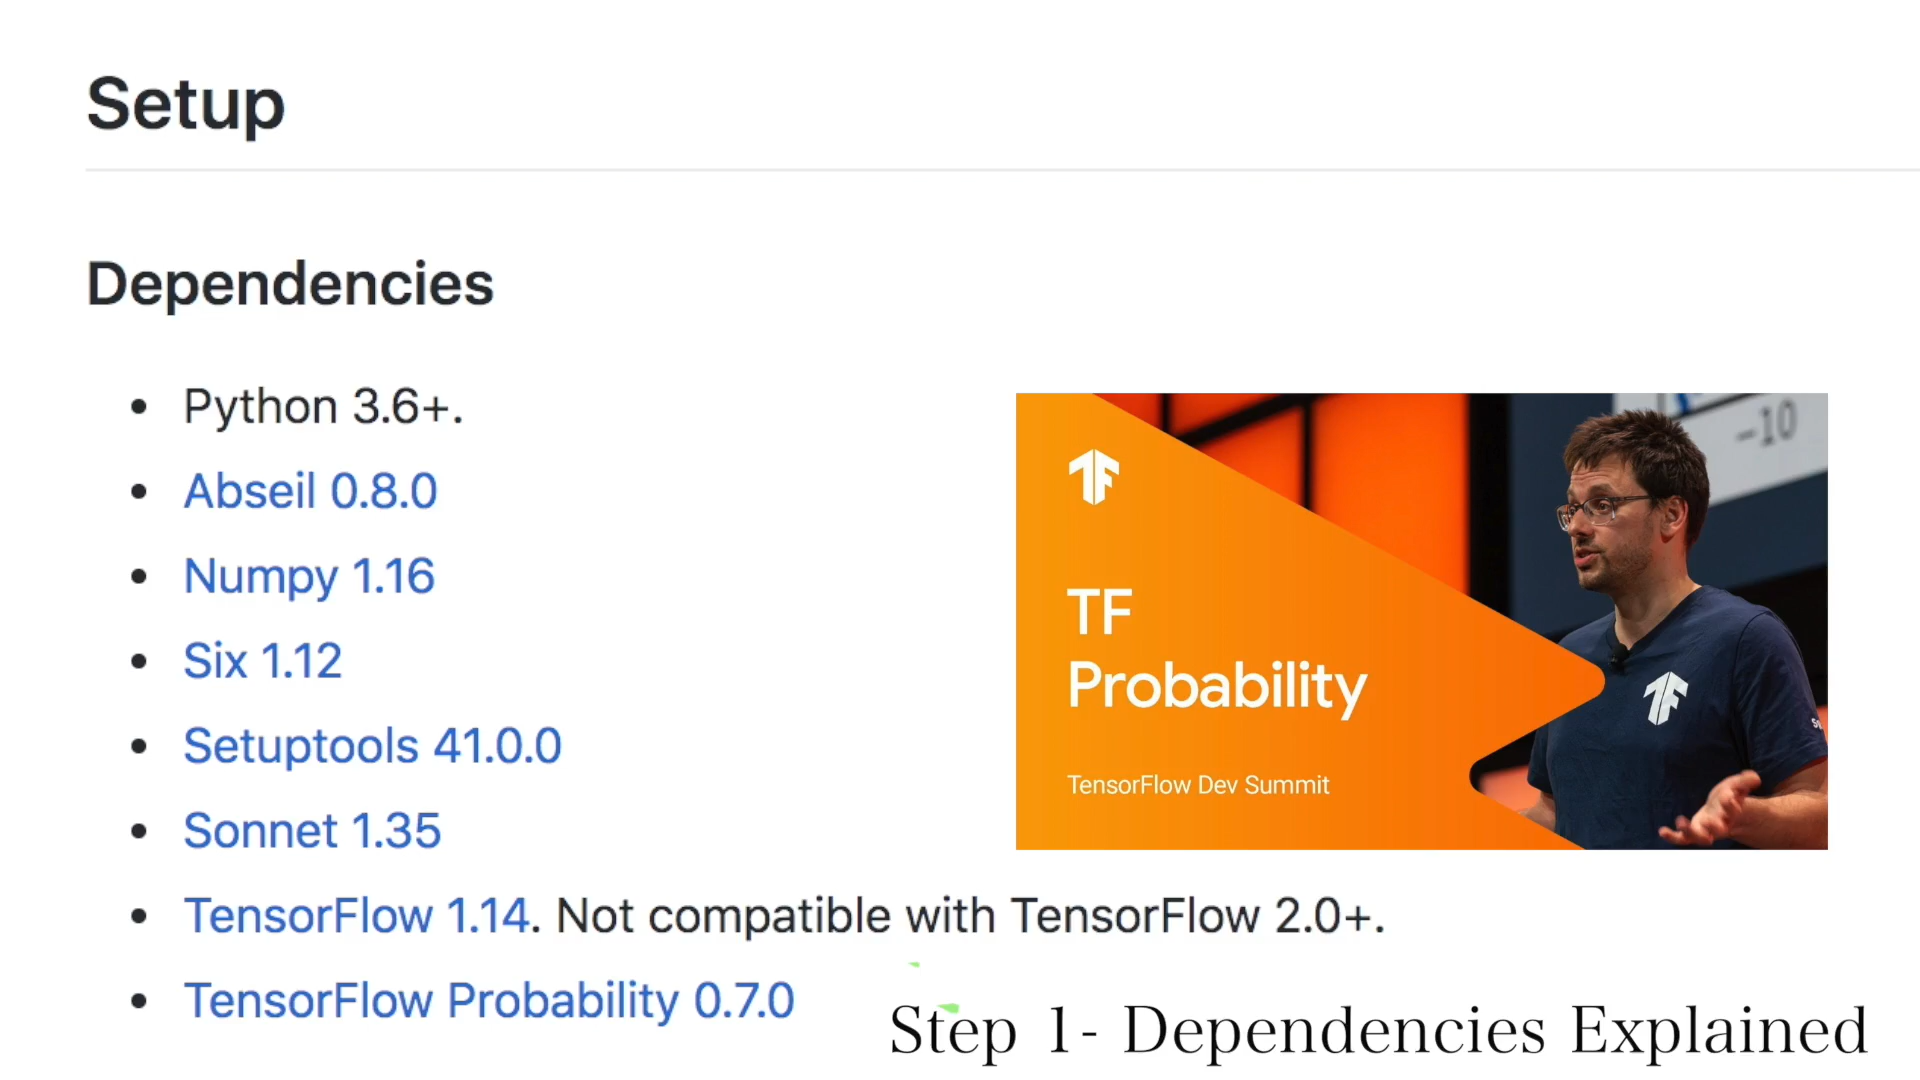 Setup
Dependencies
Python 3.6+.
Abseil 0.8.0
Numpy 1.16
Six 1.12
Setuptools 41.0.0
Sonnet 1.35
TensorFlow 1.14. Not compatible with TensorFlow 2.0+.
TensorFlow Probability 0.7.0
-10
TF
Probability
TensorFlow Dev Summit
Step 1- Dependencies Explained